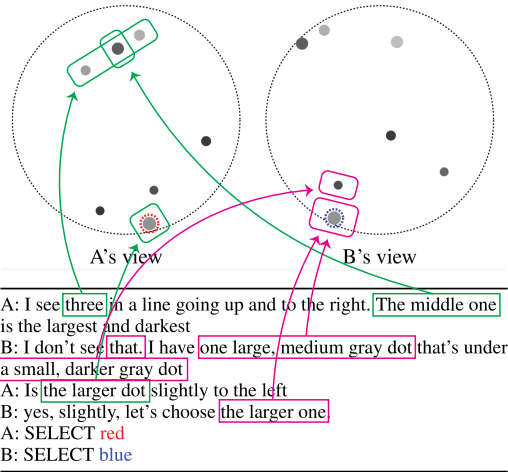 A's view
B's view
A: I see three in a line going up and to the right. The middle one
is the largest and darkest
B: I don't see that. I have one large, medium gray dot that's under
a small, darker gray dot
A: Is the larger dot slightly to the left
B: yes, slightly, let's choose the larger one.
A: SELECT red
B: SELECT blue